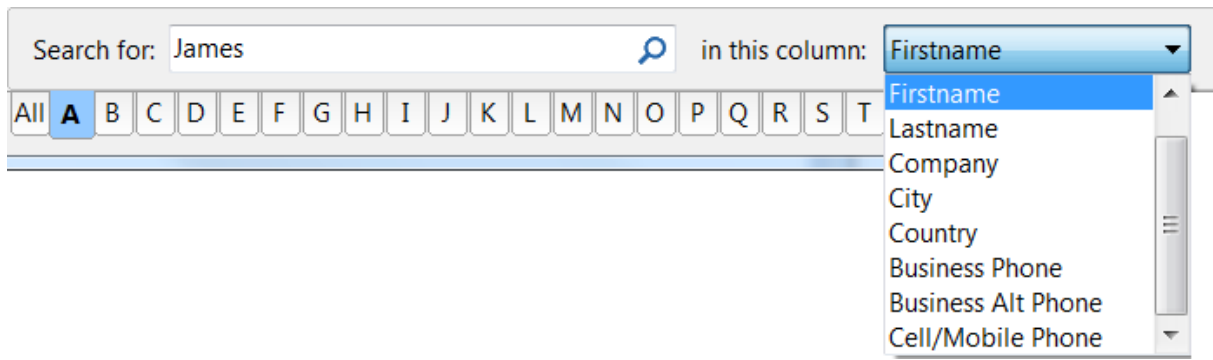 Search for: James in this column: Firstname
All A B C D E F G H I J K L M N O P Q R S T
Firstname
Lastname
Company
City
Country
Business Phone
Business Alt Phone
Cell/Mobile Phone